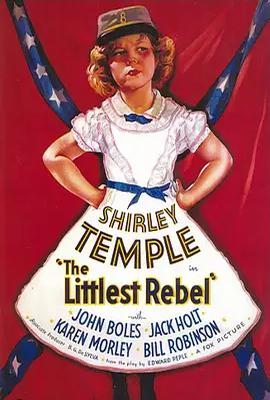 8
SHIRLEY
TEMPLE
in
"The
Littlest Rebel"
with
JOHN BOLES · JACK HOLT
KAREN MORLEY · BILL ROBINSON
Associate Producer B.G. DeSYLVA
from the play by EDWARD PEPLE
A FOX PICTURE